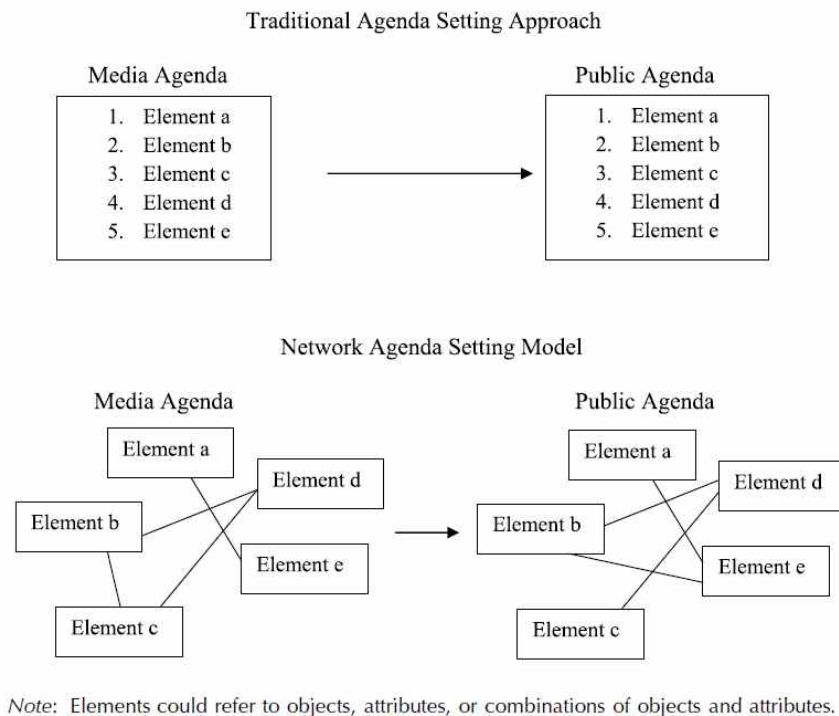 Traditional Agenda Setting Approach
Media Agenda
1. Element a
2. Element b
3. Element c
4. Element d
5. Element e
Public Agenda
1. Element a
2. Element b
3. Element c
4. Element d
5. Element e
Network Agenda Setting Model
Media Agenda
Element a
Element d
Element b
Element e
Element c
Public Agenda
Element a
Element d
Element b
Element e
Element c
Note: Elements could refer to objects, attributes, or combinations of objects and attributes.